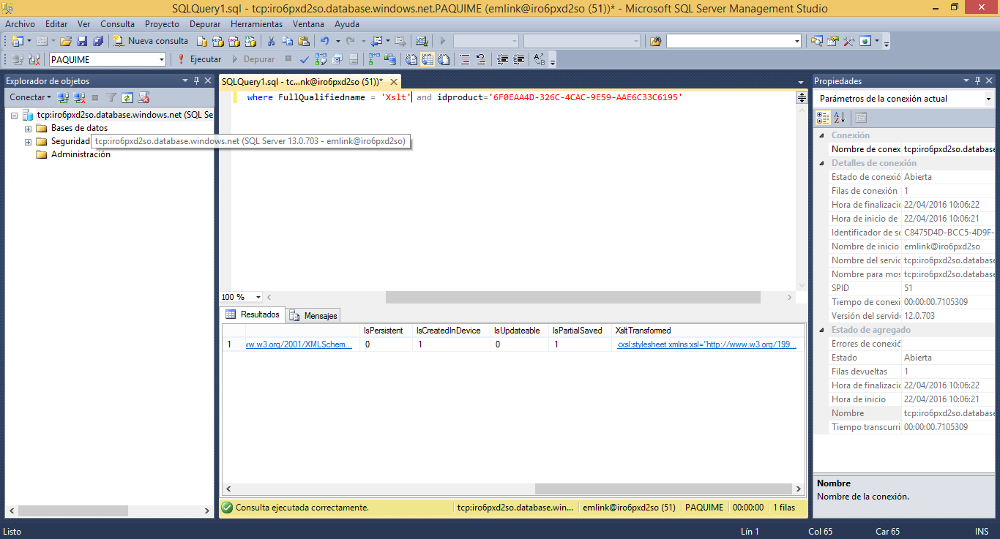 SQLQuery1.sql - tcp:iro6pxd2so.database.windows.net.PAQUIME (emlink@iro6pxd2so (51))* - Microsoft SQL Server Management Studio
Archivo Editar Ver Consulta Proyecto Depurar Herramientas Ventana Ayuda
Nueva consulta
PAQUIME Ejecutar Depurar
Explorador de objetos
Conectar
tcp:iro6pxd2so.database.windows.net (SQL Se
Bases de datos
Seguridad
tcp:iro6pxd2so.database.windows.net (SQL Server 13.0.703 - emlink@iro6pxd2so)
Administración
SQLQuery1.sql - tc...nk@iro6pxd2so (51))*
where FullQualifiedname = 'Xslt' and idproduct='6F0EAA4D-326C-4CAC-9E59-AAE6C33C6195'
100 %
Resultados Mensajes
IsPersistent IsCreatedInDevice IsUpdateable IsPartialSaved XsltTransformed
1 ww.w3.org/2001/XMLSchem... 0 1 0 1 <xsl:stylesheet xmlns:xsl="http://www.w3.org/199...
Consulta ejecutada correctamente. tcp:iro6pxd2so.database.win... emlink@iro6pxd2so (51) PAQUIME 00:00:00 1 filas
Propiedades
Parámetros de la conexión actual
Conexión
Nombre de conex tcp:iro6pxd2so.database
Detalles de conexión
Estado de conexió Abierta
Filas de conexión 1
Hora de finalizacio 22/04/2016 10:06:22
Hora de inicio de 22/04/2016 10:06:21
Identificador de se C8475D4D-BCC5-4D9F-
Nombre de inicio emlink@iro6pxd2so
Nombre del servic tcp:iro6pxd2so.database
Nombre para mos tcp:iro6pxd2so.database
SPID 51
Tiempo de conexi 00:00:00.7105309
Versión del servid 12.0.703
Estado de agregado
Errores de conexió
Estado Abierta
Filas devueltas 1
Hora de finalizacio 22/04/2016 10:06:22
Hora de inicio 22/04/2016 10:06:21
Nombre tcp:iro6pxd2so.database
Tiempo transcurri 00:00:00.7105309
Nombre
Nombre de la conexión.
Listo Lín 1 Col 65 Car 65 INS